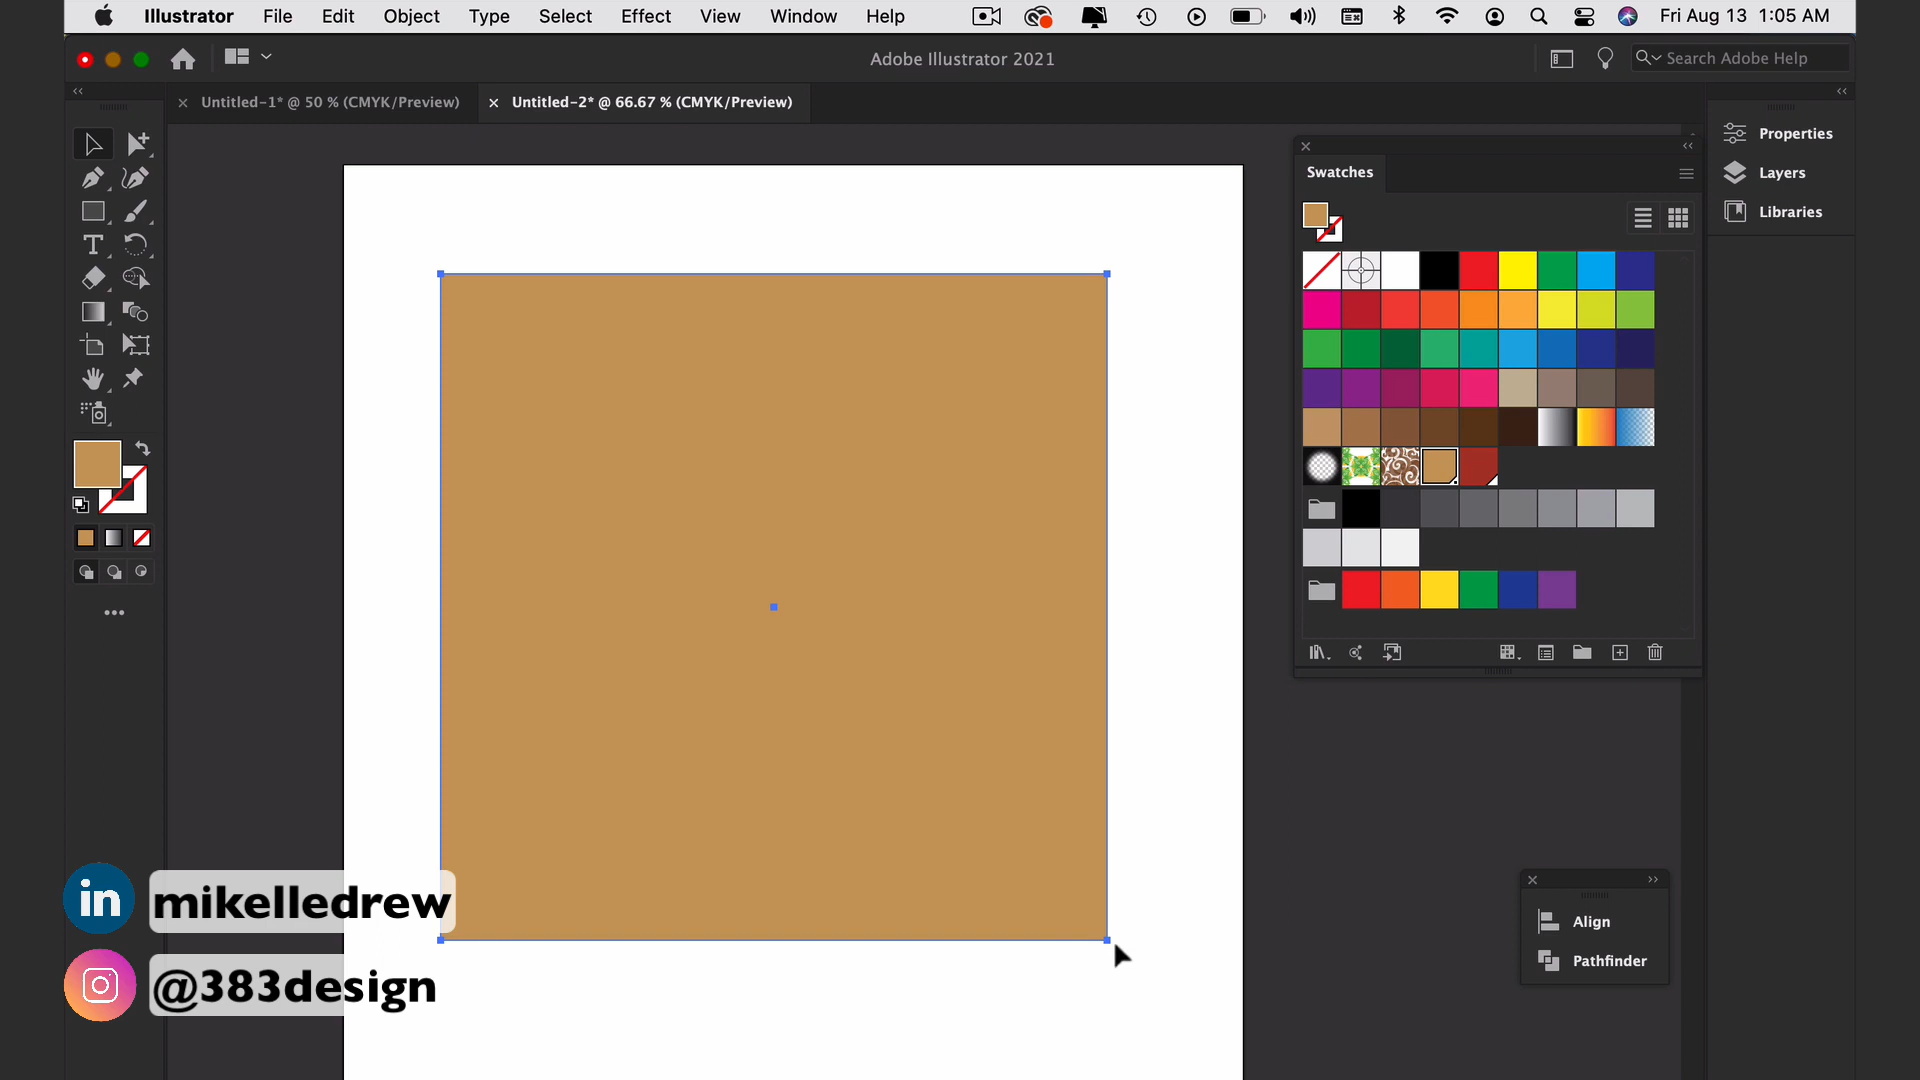 Illustrator File Edit Object Type Select Effect View Window Help Fri Aug 13 1:05 AM
Adobe Illustrator 2021
Search Adobe Help
Untitled-1* @ 50 % (CMYK/Preview)
Untitled-2* @ 66.67 % (CMYK/Preview)
Properties
Layers
Libraries
Swatches
Align
Pathfinder
in mikelledrew
@383design